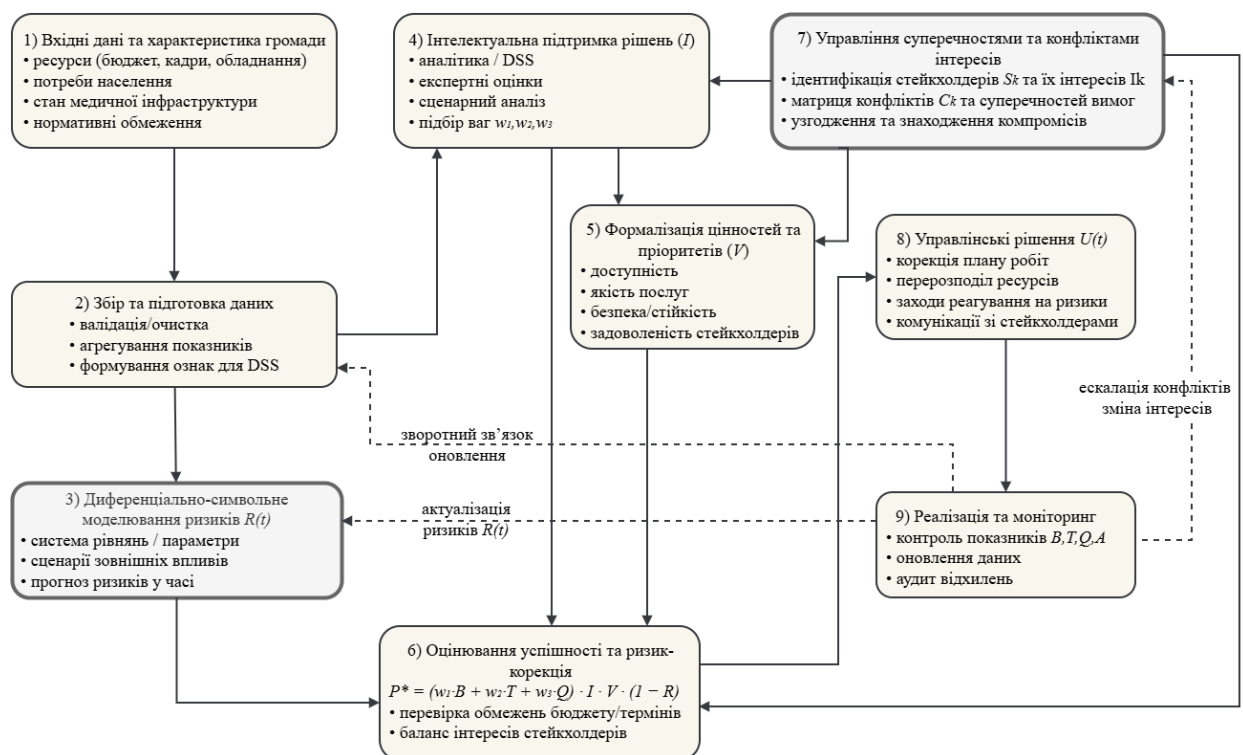 1) Вхідні дані та характеристика громади
• ресурси (бюджет, кадри, обладнання)
• потреби населення
• стан медичної інфраструктури
• нормативні обмеження
4) Інтелектуальна підтримка рішень (I)
• аналітика / DSS
• експертні оцінки
• сценарний аналіз
• підбір ваг w₁,w₂,w₃
7) Управління суперечностями та конфліктами
інтересів
• ідентифікація стейкхолдерів Sk та їх інтересів Ik
• матриця конфліктів Ck та суперечностей вимог
• узгодження та знаходження компромісів
5) Формалізація цінностей та
пріоритетів (V)
• доступність
• якість послуг
• безпека/стійкість
• задоволеність стейкхолдерів
8) Управлінські рішення U(t)
• корекція плану робіт
• перерозподіл ресурсів
• заходи реагування на ризики
• комунікації зі стейкхолдерами
2) Збір та підготовка даних
• валідація/очистка
• агрегування показників
• формування ознак для DSS
ескалація конфліктів
зміна інтересів
зворотний зв’язок
оновлення
3) Диференціально-символьне
моделювання ризиків R(t)
• система рівнянь / параметри
• сценарії зовнішніх впливів
• прогноз ризиків у часі
актуалізація
ризиків R(t)
9) Реалізація та моніторинг
• контроль показників B,T,Q,A
• оновлення даних
• аудит відхилень
6) Оцінювання успішності та ризик-
корекція
P* = (w₁·B + w₂·T + w₃·Q) · I · V · (1 − R)
• перевірка обмежень бюджету/термінів
• баланс інтересів стейкхолдерів